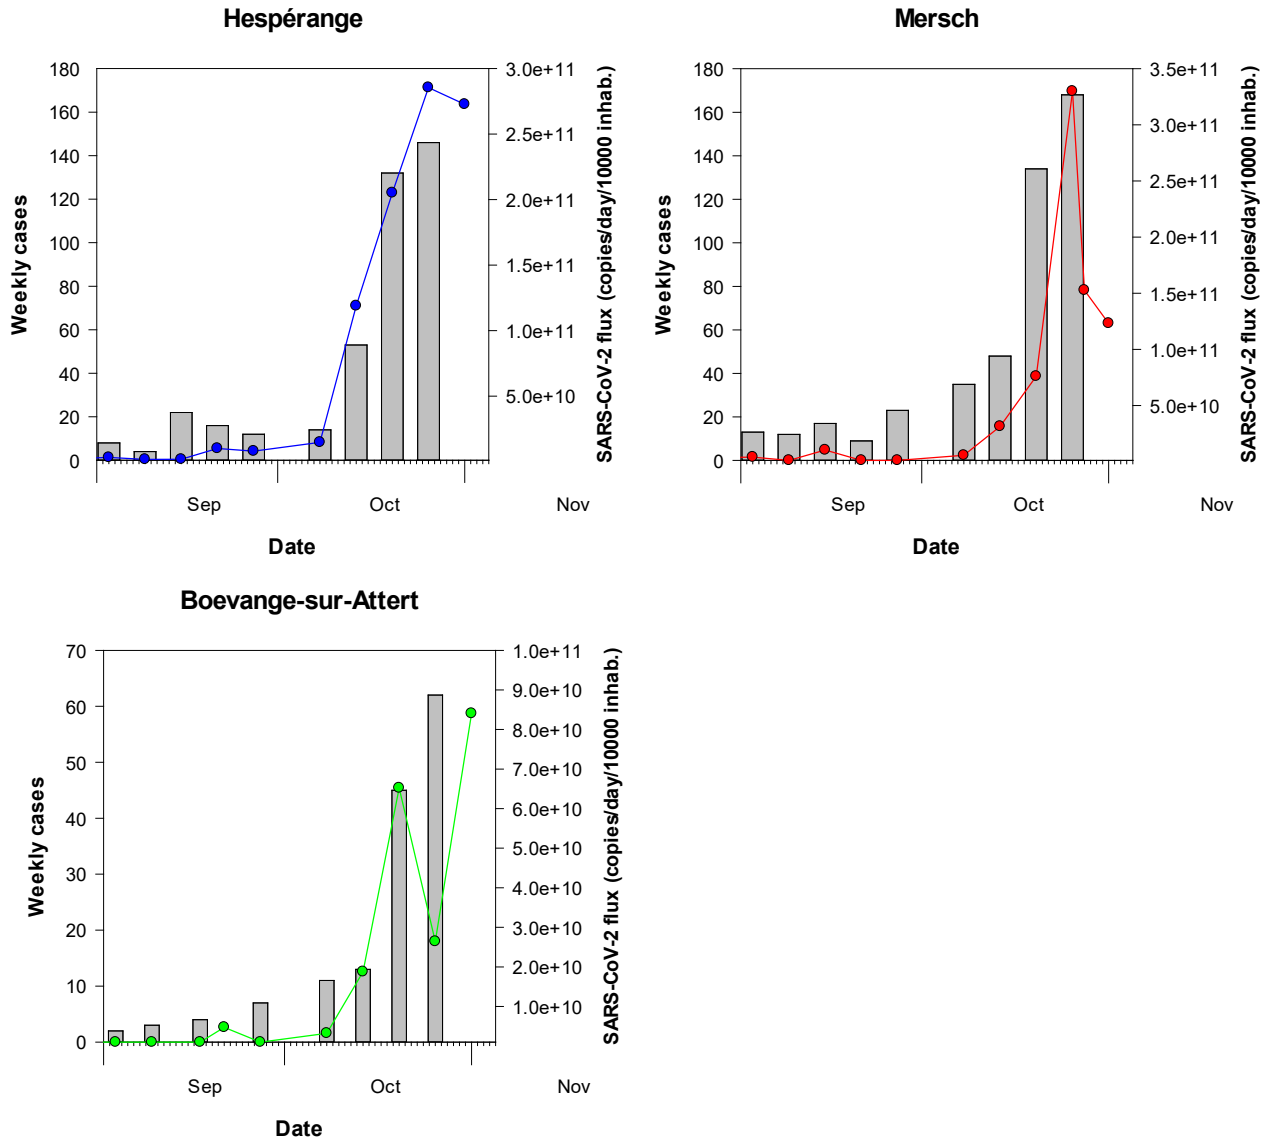 Hespérange
180
160
140
120
100
80
60
40
20
0
Weekly cases
3.0e+11
2.5e+11
2.0e+11
1.5e+11
1.0e+11
5.0e+10
SARS-CoV-2 flux (copies/day/10000 inhab.)
Sep Oct Nov
Date
Mersch
180
160
140
120
100
80
60
40
20
0
Weekly cases
3.5e+11
3.0e+11
2.5e+11
2.0e+11
1.5e+11
1.0e+11
5.0e+10
SARS-CoV-2 flux (copies/day/10000 inhab.)
Sep Oct Nov
Date
Boevange-sur-Attert
70
60
50
40
30
20
10
0
Weekly cases
1.0e+11
9.0e+10
8.0e+10
7.0e+10
6.0e+10
5.0e+10
4.0e+10
3.0e+10
2.0e+10
1.0e+10
SARS-CoV-2 flux (copies/day/10000 inhab.)
Sep Oct Nov
Date